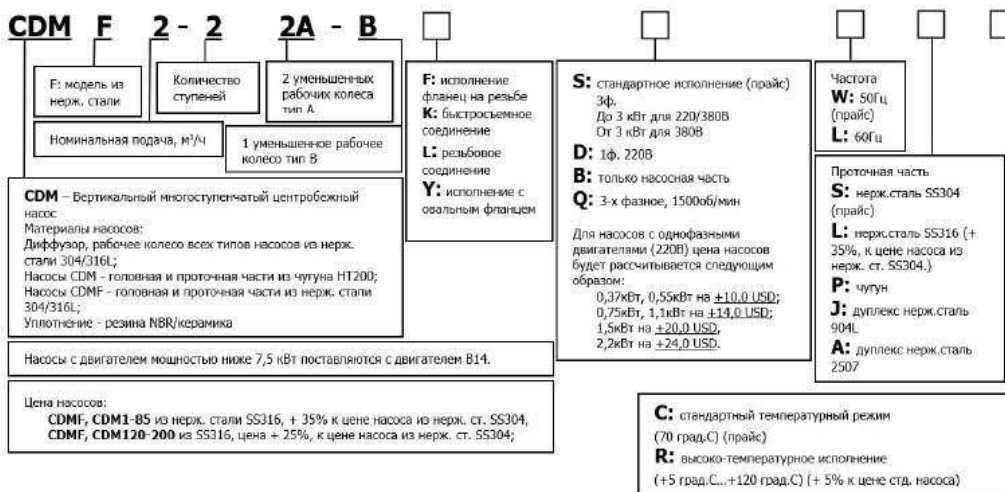 CDM F 2 - 2 2A - B
F: модель из
нерж. стали
Количество
ступеней
2 уменьшенных
рабочих колеса
тип А
Номинальная подача, м³/ч
1 уменьшенное рабочее
колесо тип В
CDM – Вертикальный многоступенчатый центробежный
насос
Материалы насосов:
Диффузор, рабочее колесо всех типов насосов из нерж.
стали 304/316L;
Насосы CDM - головная и проточная части из чугуна HT200;
Насосы CDMF - головная и проточная части из нерж. стали
304/316L;
Уплотнение - резина NBR/керамика
Насосы с двигателем мощностью ниже 7,5 кВт поставляются с двигателем В14.
Цена насосов:
CDMF, CDM1-85 из нерж. стали SS316, + 35% к цене насоса из нерж. ст. SS304,
CDMF, CDM120-200 из SS316, цена + 25%, к цене насоса из нерж. ст. SS304;
F: исполнение
фланец на резьбе
K: быстросъемное
соединение
L: резьбовое
соединение
Y: исполнение с
овальным фланцем
S: стандартное исполнение (прайс)
3ф.
До 3 кВт для 220/380В
От 3 кВт для 380В
D: 1ф. 220В
B: только насосная часть
Q: 3-х фазное, 1500об/мин
Для насосов с однофазными
двигателями (220В) цена насосов
будет рассчитывается следующим
образом:
0,37кВт, 0,55кВт на +10,0 USD;
0,75кВт, 1,1кВт на +14,0 USD;
1,5кВт на +20,0 USD,
2,2кВт на +24,0 USD.
Частота
W: 50Гц
(прайс)
L: 60Гц
Проточная часть
S: нерж.сталь SS304
(прайс)
L: нерж.сталь SS316 (+
35%, к цене насоса из
нерж. ст. SS304.)
P: чугун
J: дуплекс нерж.сталь
904L
A: дуплекс нерж.сталь
2507
C: стандартный температурный режим
(70 град.С) (прайс)
R: высоко-температурное исполнение
(+5 град.С...+120 град.С) (+ 5% к цене стд. насоса)